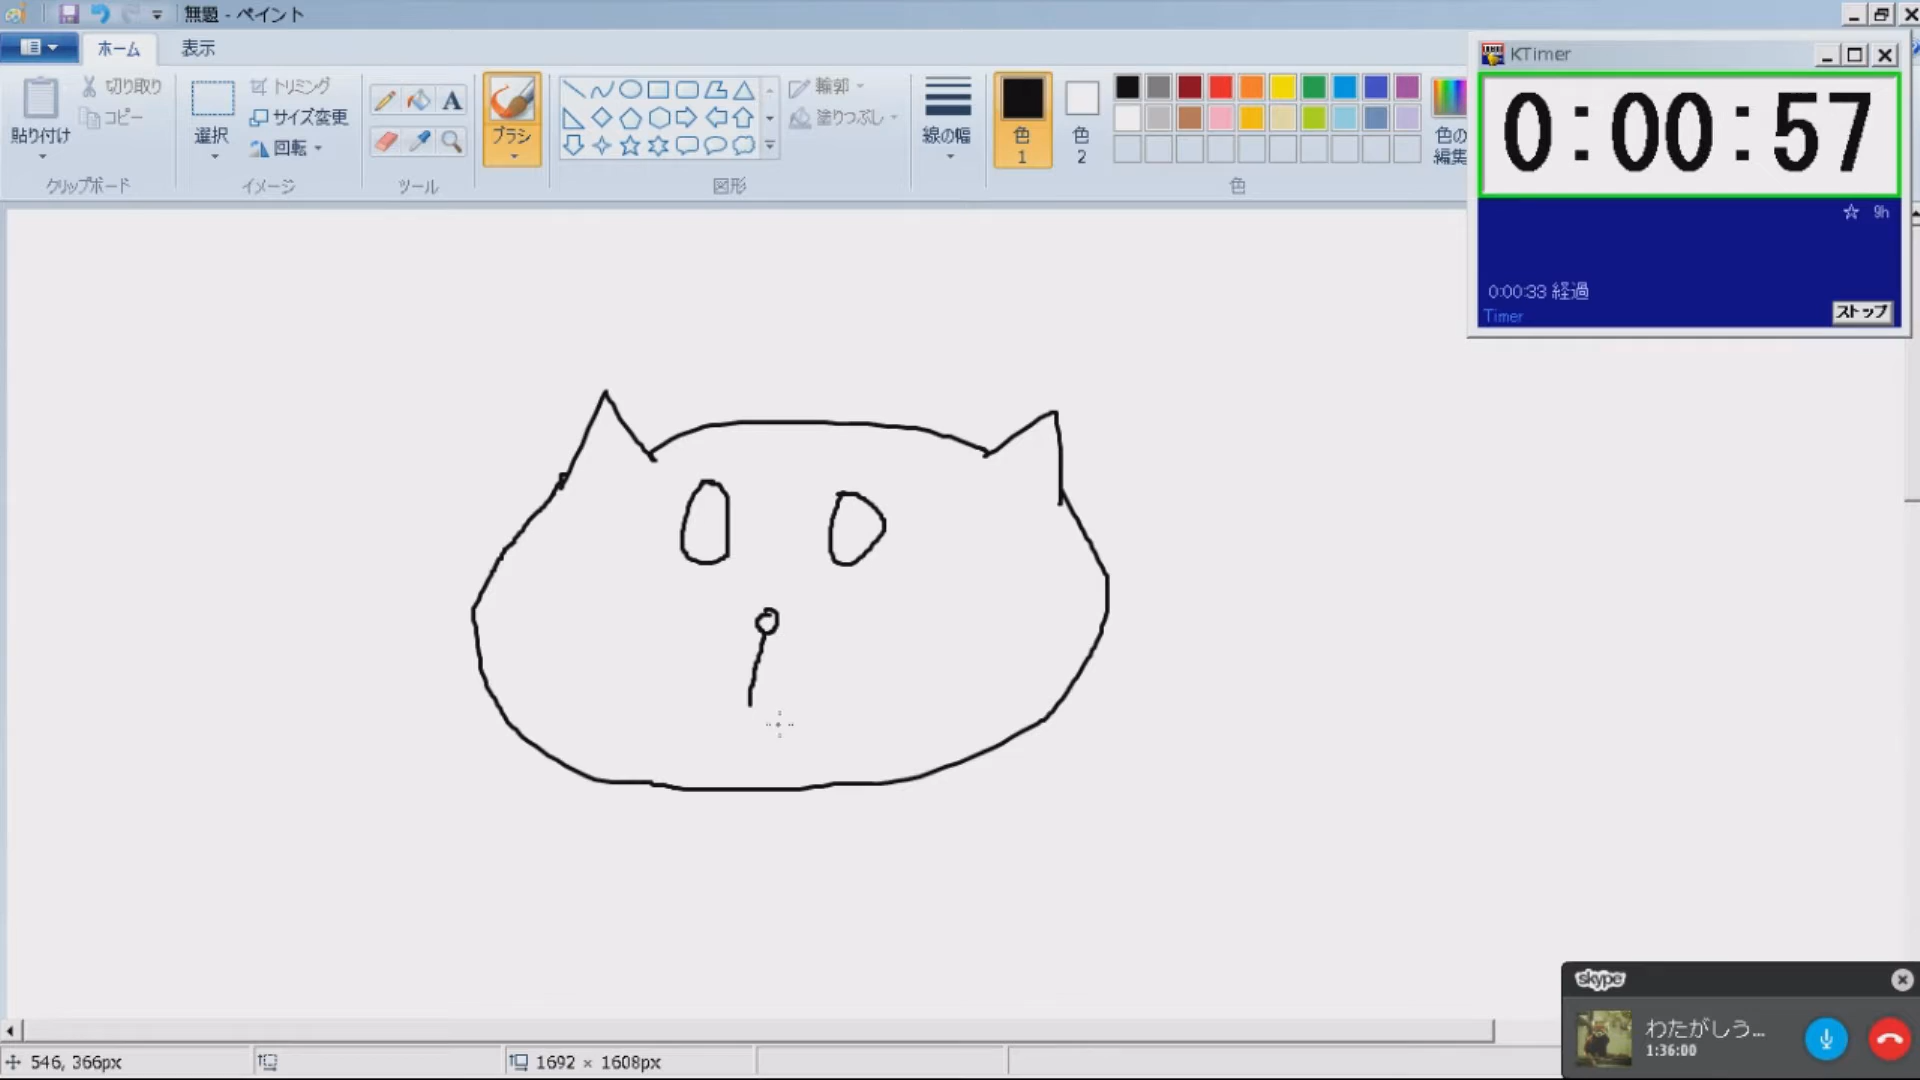 無題 - ペイント
ホーム 表示
貼り付け
切り取り
コピー
クリップボード
選択
トリミング
サイズ変更
回転
イメージ
A
ツール
ブラシ
輪郭
塗りつぶし
図形
線の幅
色
1
色
2
色の
編集
色
KTimer
0:00:57
☆ 9h
0:00:33 経過
Timer
ストップ
skype
わたがしう...
1:36:00
546, 366px
1692 × 1608px